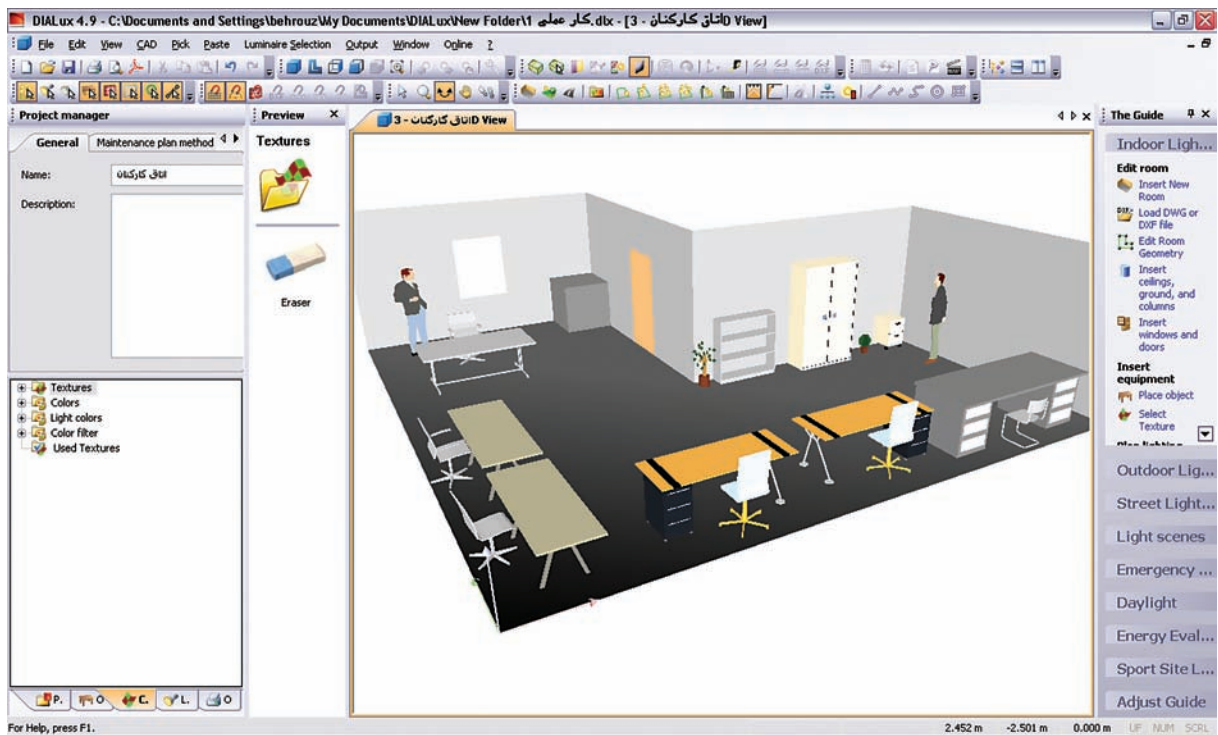 DIALux 4.9 - C:\Documents and Settings\behrouz\My Documents\DIALux\New Folder\1 کار عملی.dlx - [3 - اتاق کارکنانD View]
File Edit View CAD Pick Paste Luminaire Selection Output Window Online ?
Project manager
General Maintenance plan method
Name: اتاق کارکنان
Description:
Textures
Colors
Light colors
Color filter
Used Textures
P. O C. L. O
Preview
Textures
Eraser
3 - اتاق کارکنانD View
The Guide
Indoor Ligh...
Edit room
Insert New
Room
Load DWG or
DXF file
Edit Room
Geometry
Insert
ceilings,
ground, and
columns
Insert
windows and
doors
Insert
equipment
Place object
Select
Texture
Outdoor Lig...
Street Light...
Light scenes
Emergency ...
Daylight
Energy Eval...
Sport Site L...
Adjust Guide
For Help, press F1.
2.452 m -2.501 m 0.000 m UF NUM SCRL